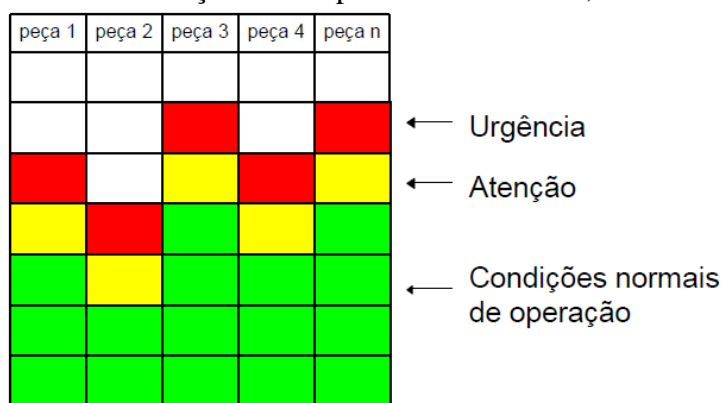 peça 1 peça 2 peça 3 peça 4 peça n
Urgência
Atenção
Condições normais
de operação